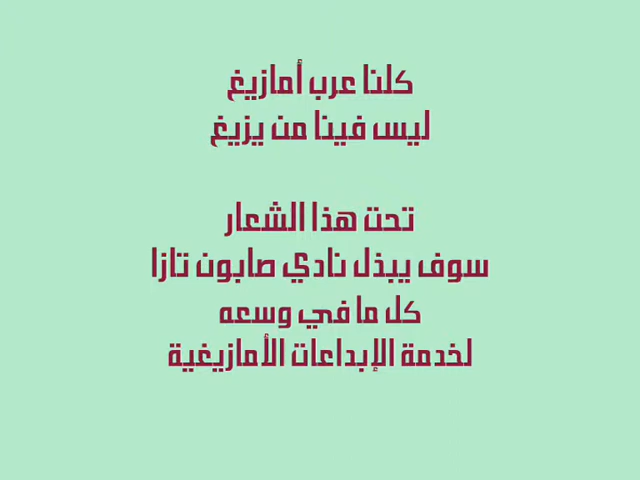 كلنا عرب أمازيغ
ليس فينا من يزيغ
تحت هذا الشعار
سوف يبذل نادي صابون تازا
كل ما في وسعه
لخدمة الإبداعات الأمازيغية